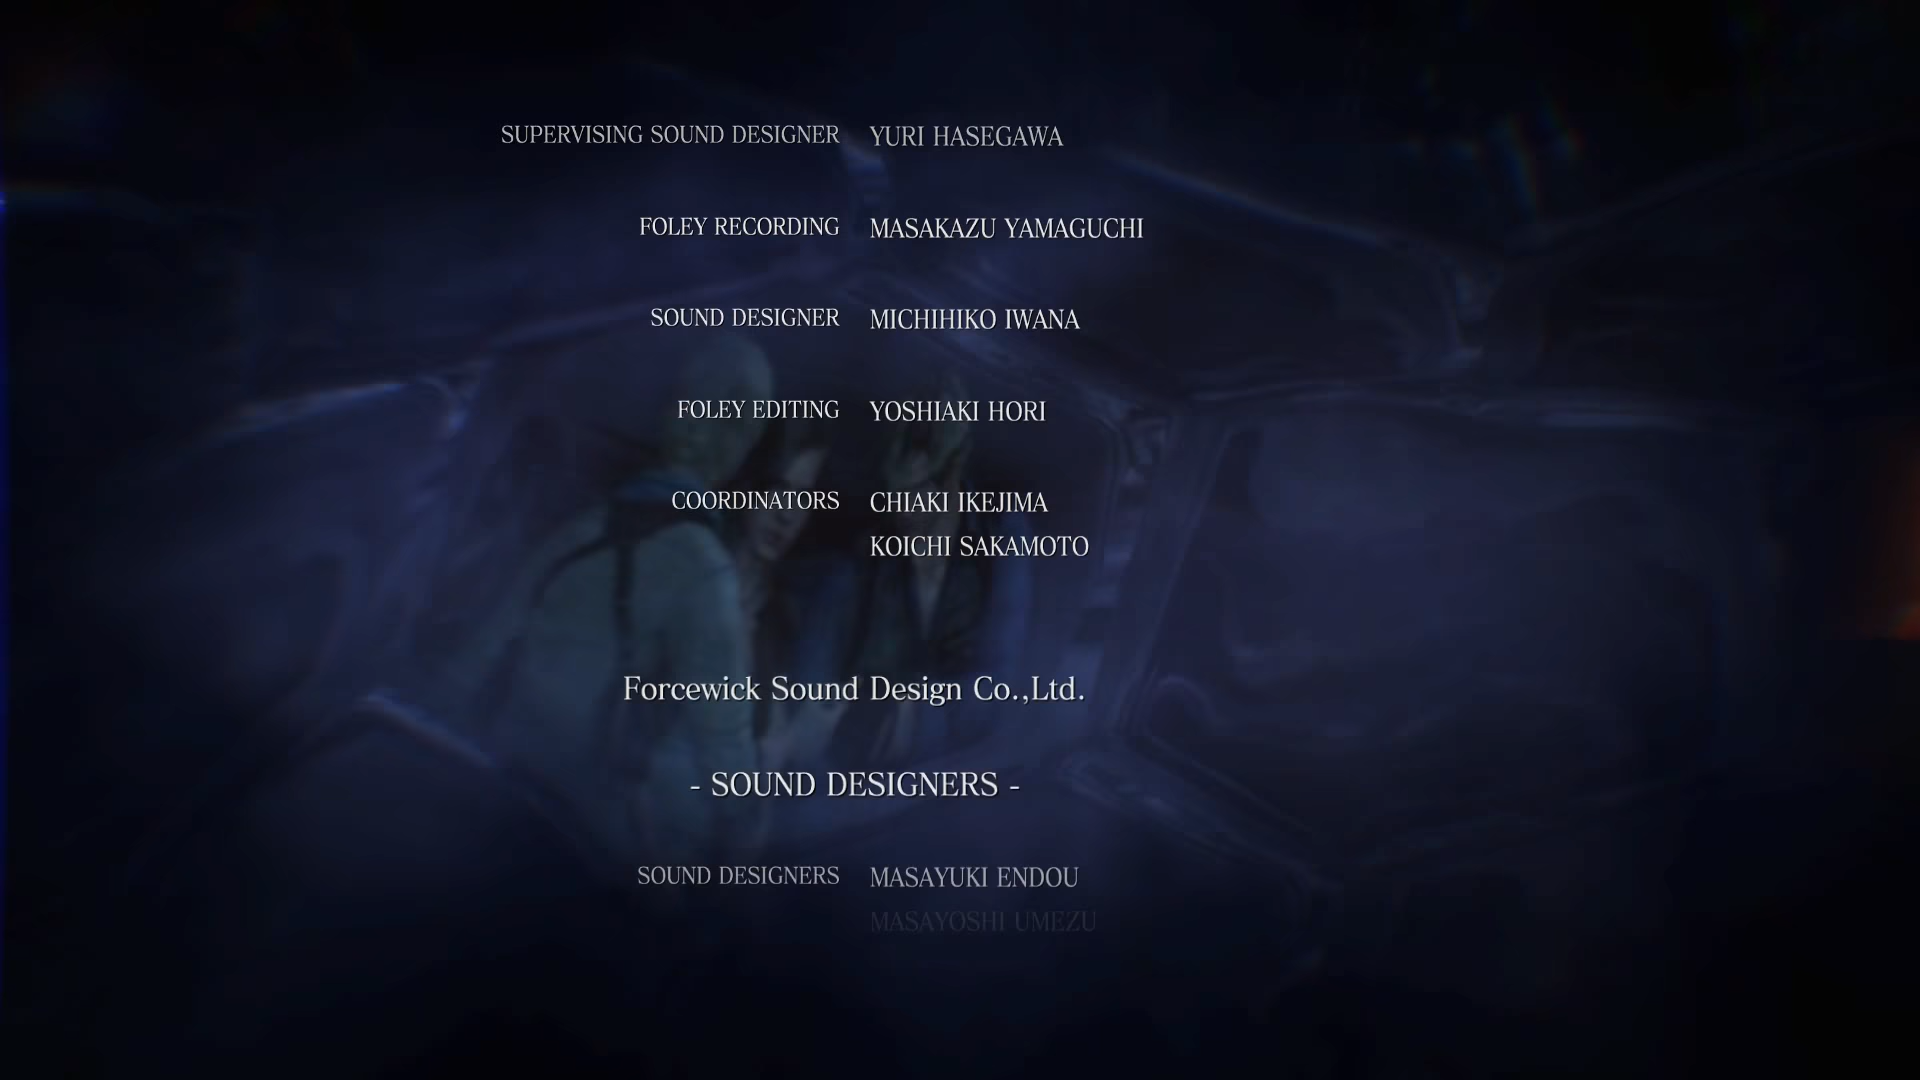 SUPERVISING SOUND DESIGNER YURI HASEGAWA
FOLEY RECORDING MASAKAZU YAMAGUCHI
SOUND DESIGNER MICHIHIKO IWANA
FOLEY EDITING YOSHIAKI HORI
COORDINATORS CHIAKI IKEJIMA
KOICHI SAKAMOTO
Forcewick Sound Design Co.,Ltd.
- SOUND DESIGNERS -
SOUND DESIGNERS MASAYUKI ENDOU
MASAYOSHI UMEZU